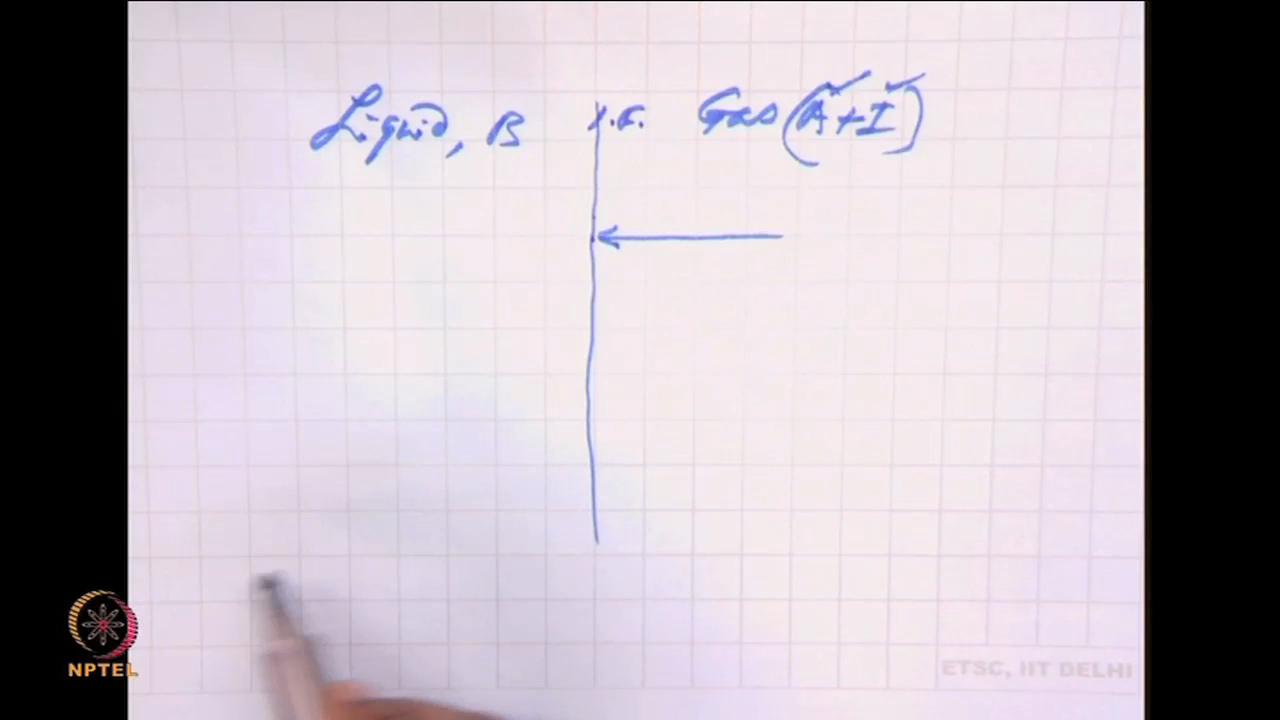 Liquid, B I.F. Gas (A+I)
NPTEL
ETSC, IIT DELHI